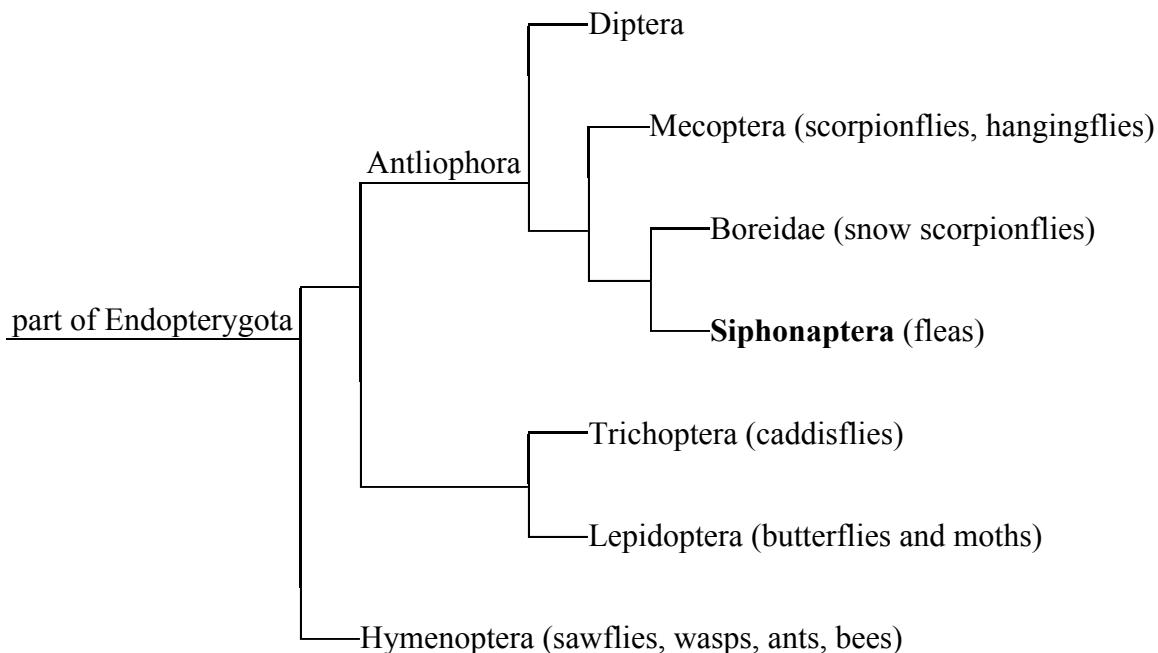 Diptera
Mecoptera (scorpionflies, hangingflies)
Antliophora
Boreidae (snow scorpionflies)
part of Endopterygota
Siphonaptera (fleas)
Trichoptera (caddisflies)
Lepidoptera (butterflies and moths)
Hymenoptera (sawflies, wasps, ants, bees)